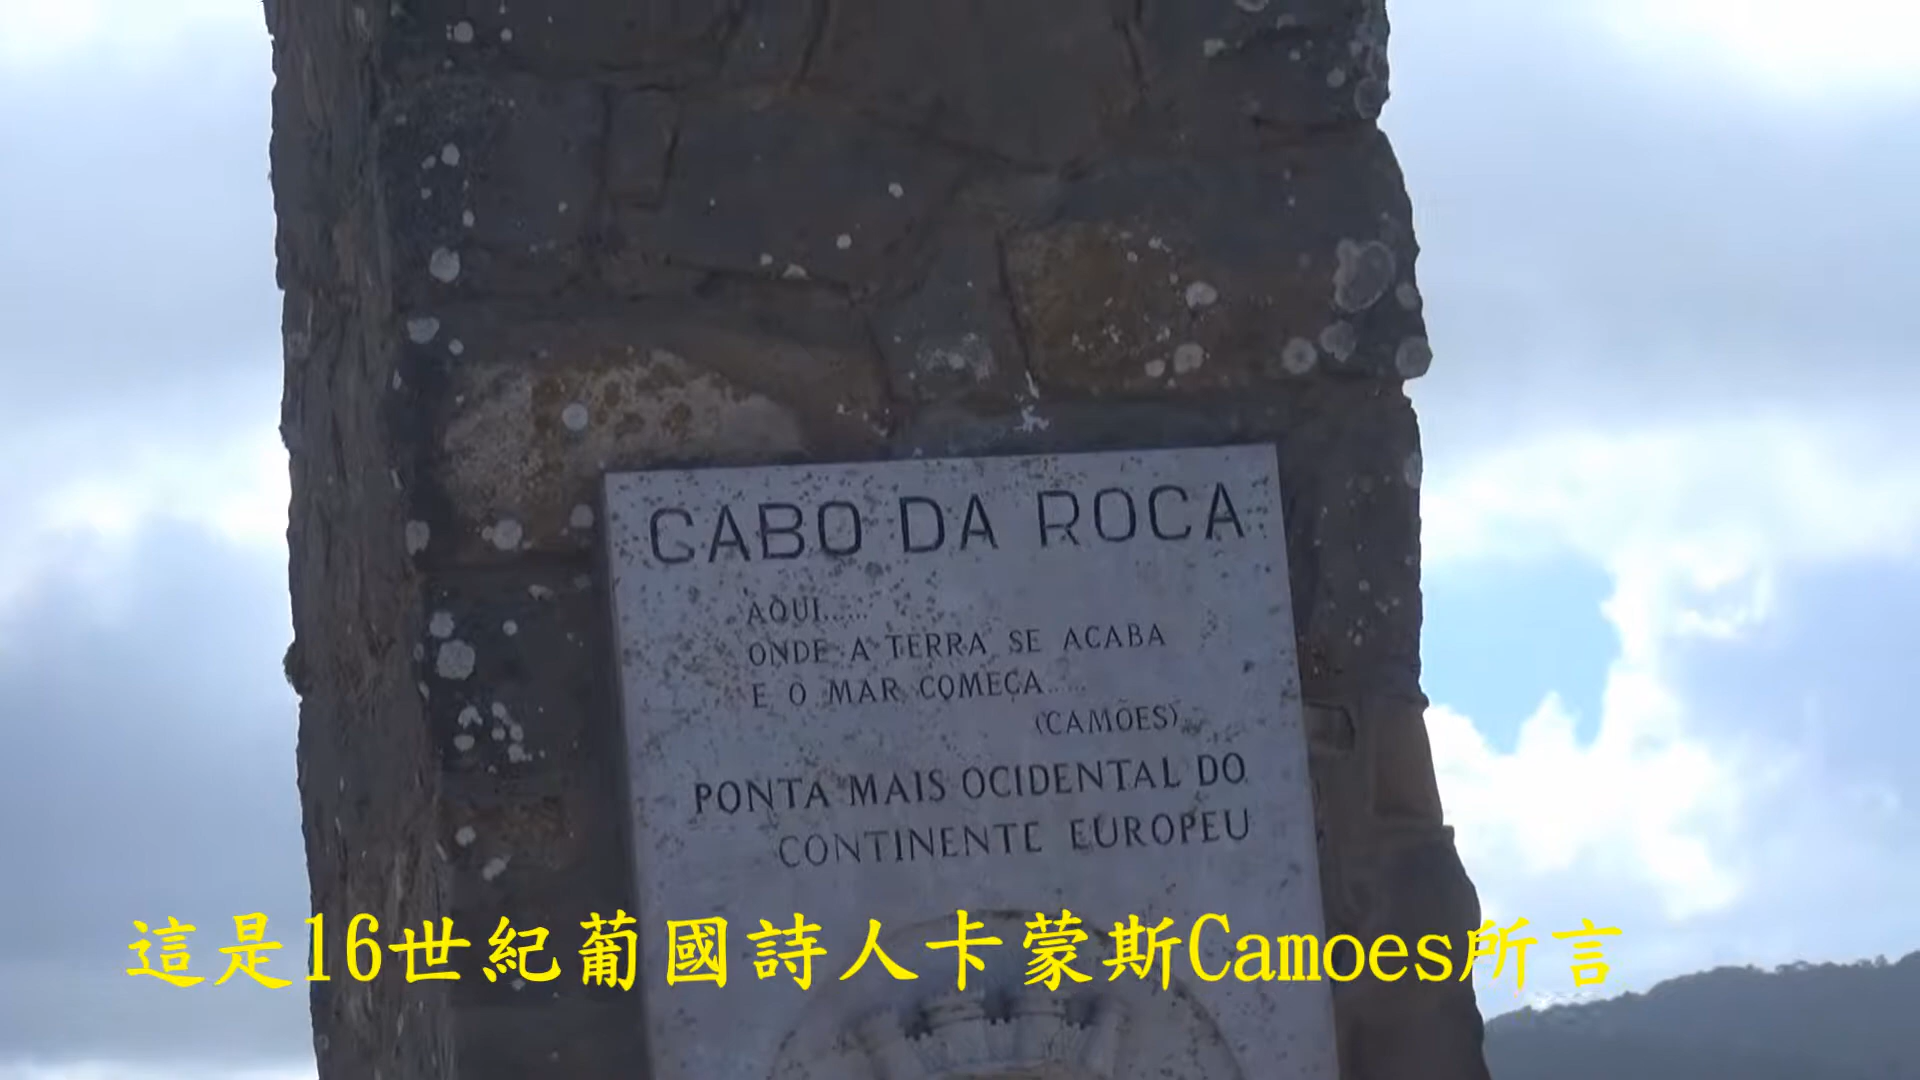 CABO DA ROCA
AQUI......
ONDE A TERRA SE ACABA
E O MAR COMEÇA......
(CAMÕES)
PONTA MAIS OCIDENTAL DO
CONTINENTE EUROPEU
這是16世紀葡國詩人卡蒙斯Camoes所言